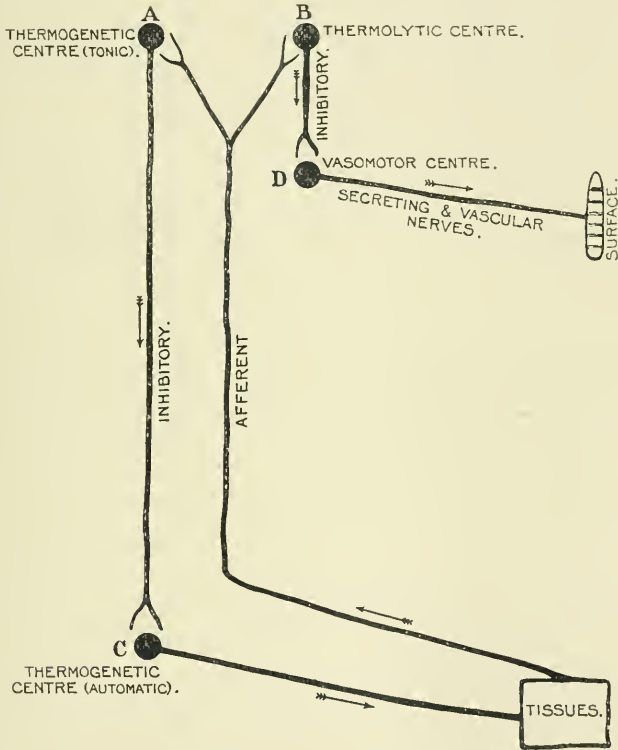 A
THERMOGENETIC
CENTRE (TONIC).
B
THERMOLYTIC CENTRE.
INHIBITORY.
D
VASOMOTOR CENTRE.
SECRETING & VASCULAR
NERVES.
SURFACE.
INHIBITORY.
AFFERENT
C
THERMOGENETIC
CENTRE (AUTOMATIC).
TISSUES.